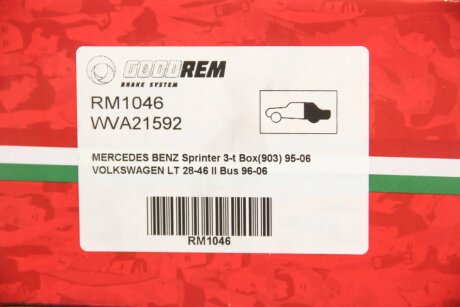 GOODREM
BRAKE SYSTEM
RM1046
WVA21592
MERCEDES BENZ Sprinter 3-t Box(903) 95-06
VOLKSWAGEN LT 28-46 II Bus 96-06
RM1046